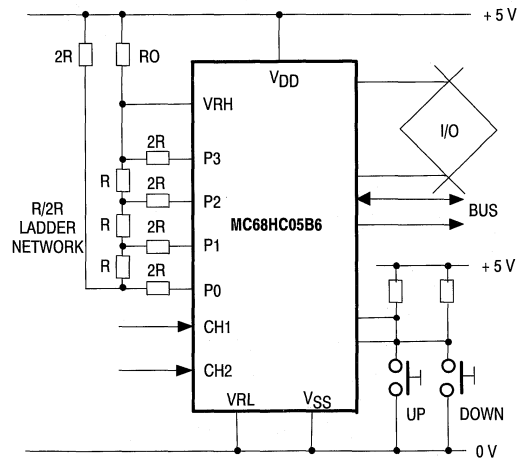 + 5 V
2R
RO
VDD
VRH
I/O
2R
P3
R
2R
P2
R/2R
LADDER
NETWORK
R
2R
P1
MC68HC05B6
BUS
R
2R
P0
+ 5 V
CH1
CH2
VRL
VSS
UP
DOWN
0 V